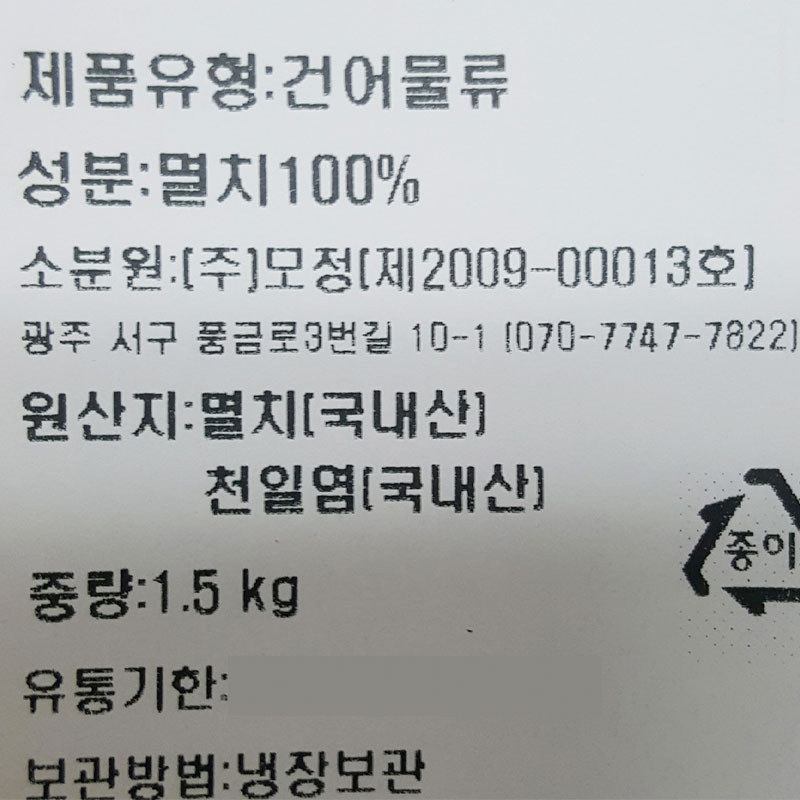 제품유형:건어물류
성분:멸치100%
소분원:[주]모정[제2009-00013호]
광주 서구 풍금로3번길 10-1 [070-7747-7822]
원산지:멸치[국내산]
천일염[국내산]
종이
중량:1.5 kg
유통기한:
보관방법:냉장보관